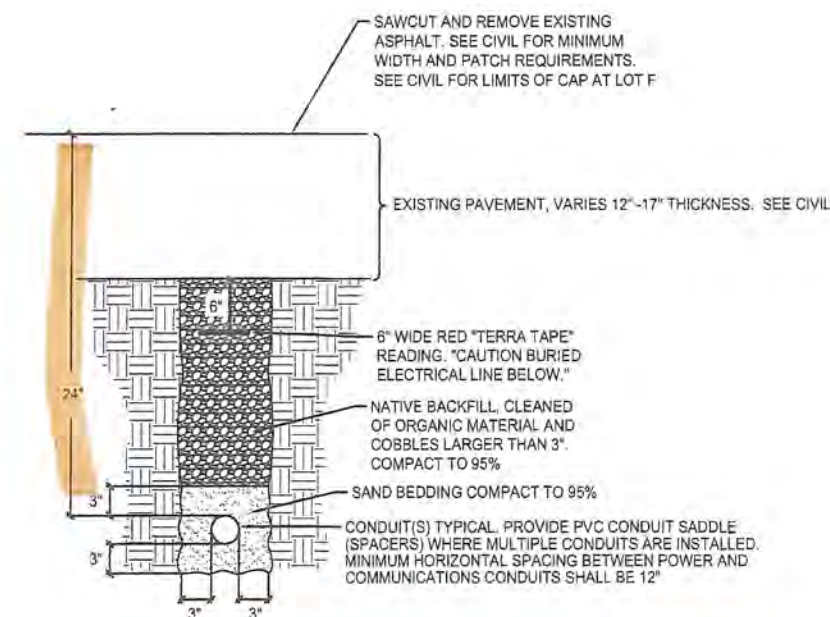 SAWCUT AND REMOVE EXISTING
ASPHALT. SEE CIVIL FOR MINIMUM
WIDTH AND PATCH REQUIREMENTS.
SEE CIVIL FOR LIMITS OF CAP AT LOT F
EXISTING PAVEMENT, VARIES 12"-17" THICKNESS. SEE CIVIL
6"
6" WIDE RED "TERRA TAPE"
READING. "CAUTION BURIED
ELECTRICAL LINE BELOW."
24"
NATIVE BACKFILL, CLEANED
OF ORGANIC MATERIAL AND
COBBLES LARGER THAN 3".
COMPACT TO 95%
3"
SAND BEDDING COMPACT TO 95%
CONDUIT(S) TYPICAL. PROVIDE PVC CONDUIT SADDLE
(SPACERS) WHERE MULTIPLE CONDUITS ARE INSTALLED.
MINIMUM HORIZONTAL SPACING BETWEEN POWER AND
COMMUNICATIONS CONDUITS SHALL BE 12"
3"
3" 3"